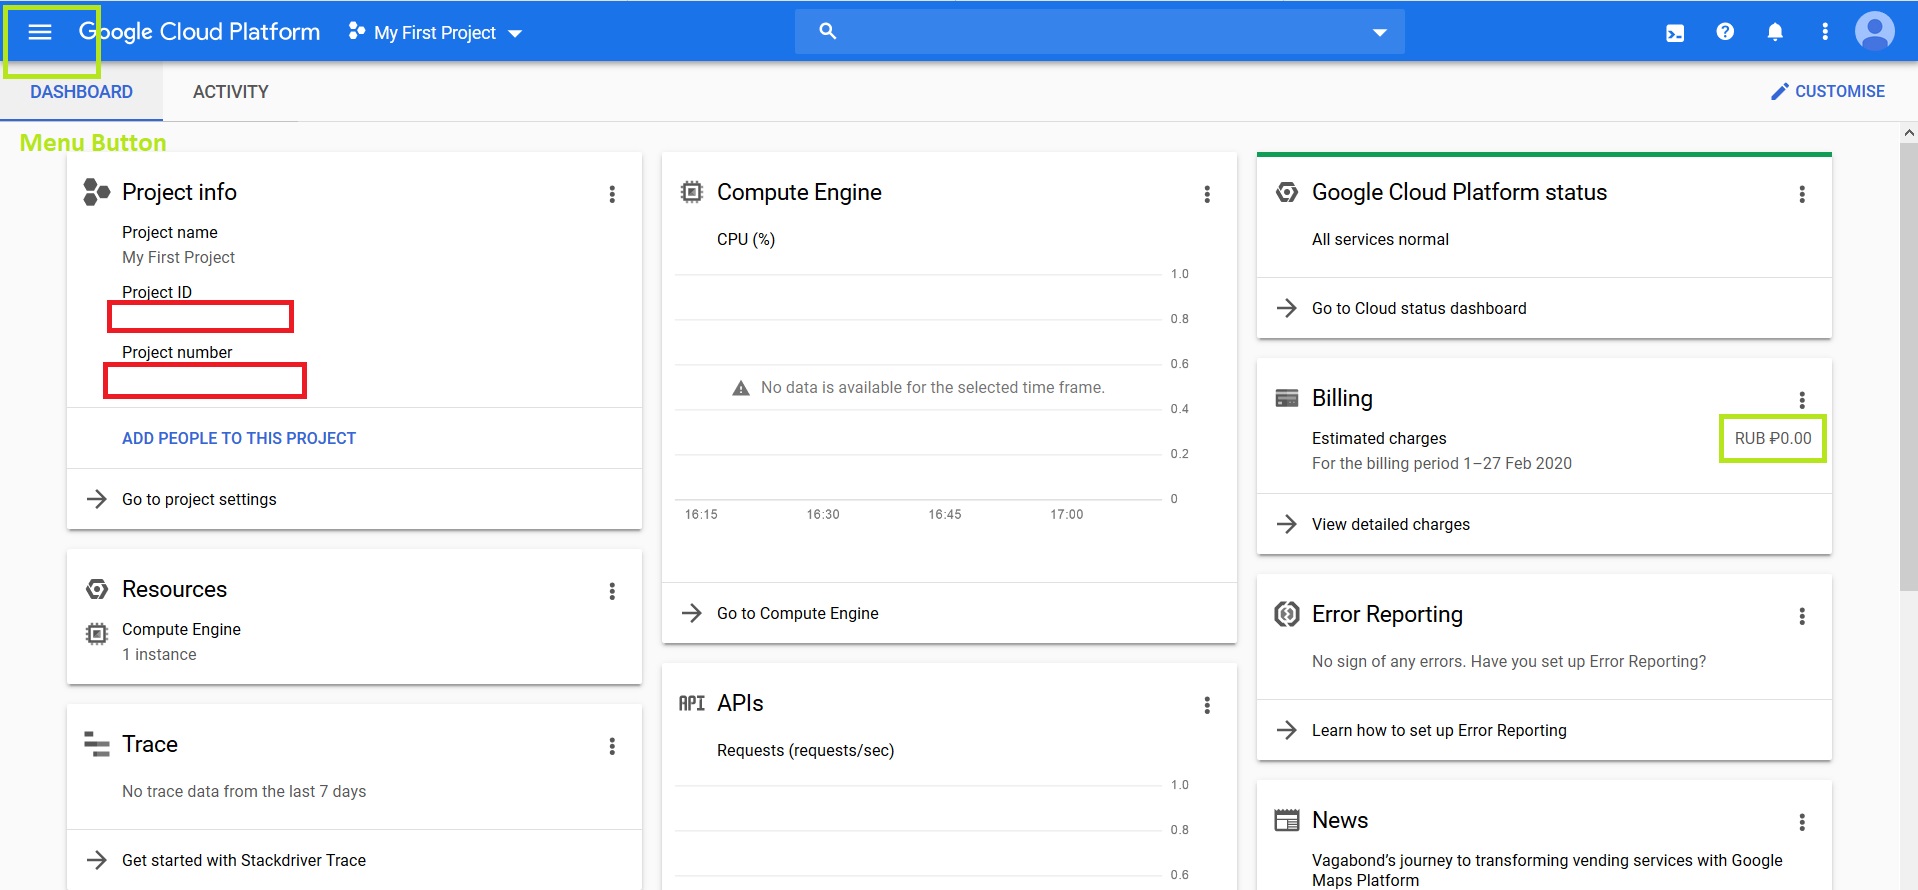 Google Cloud Platform
My First Project
DASHBOARD
ACTIVITY
CUSTOMISE
Menu Button
Project info
Project name
My First Project
Project ID
Project number
ADD PEOPLE TO THIS PROJECT
Go to project settings
Resources
Compute Engine
1 instance
Trace
No trace data from the last 7 days
Get started with Stackdriver Trace
Compute Engine
CPU (%)
1.0
0.8
0.6
No data is available for the selected time frame.
0.4
0.2
0
16:15
16:30
16:45
17:00
Go to Compute Engine
API
APIs
Requests (requests/sec)
1.0
0.8
0.6
Google Cloud Platform status
All services normal
Go to Cloud status dashboard
Billing
Estimated charges
RUB ₽0.00
For the billing period 1–27 Feb 2020
View detailed charges
Error Reporting
No sign of any errors. Have you set up Error Reporting?
Learn how to set up Error Reporting
News
Vagabond’s journey to transforming vending services with Google
Maps Platform